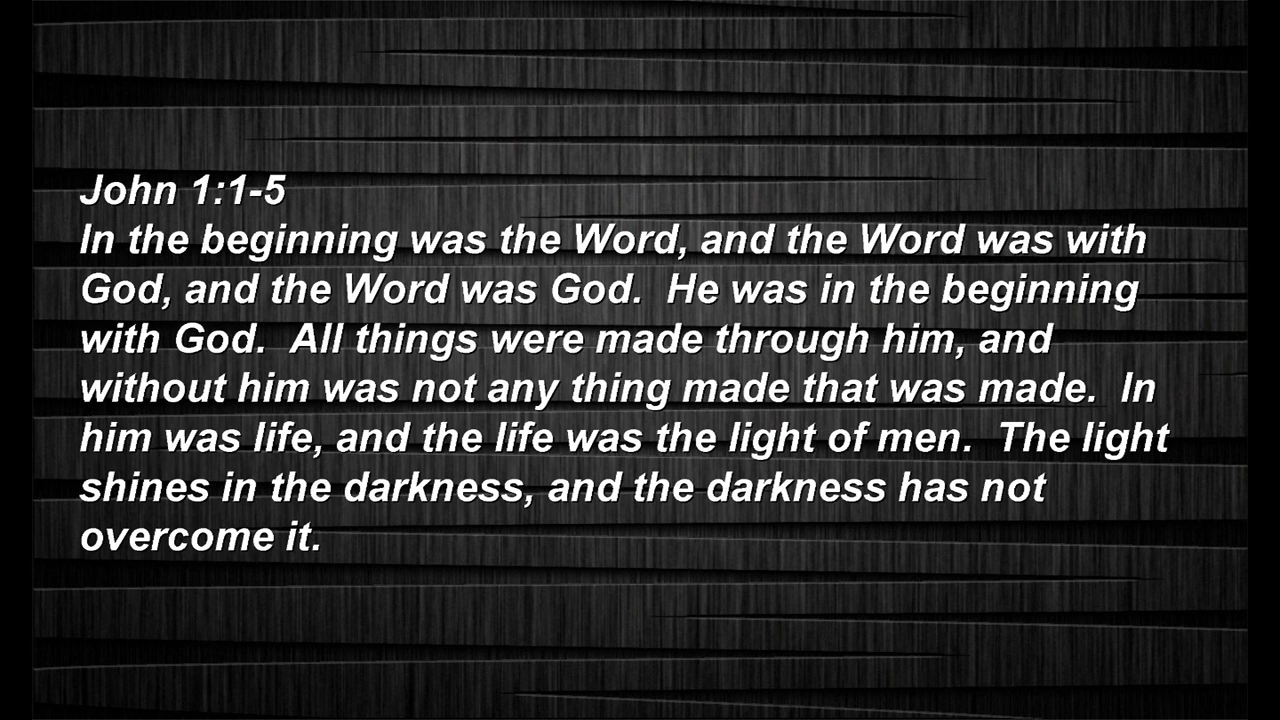 John 1:1-5
In the beginning was the Word, and the Word was with
God, and the Word was God.  He was in the beginning
with God.  All things were made through him, and
without him was not any thing made that was made.  In
him was life, and the life was the light of men.  The light
shines in the darkness, and the darkness has not
overcome it.